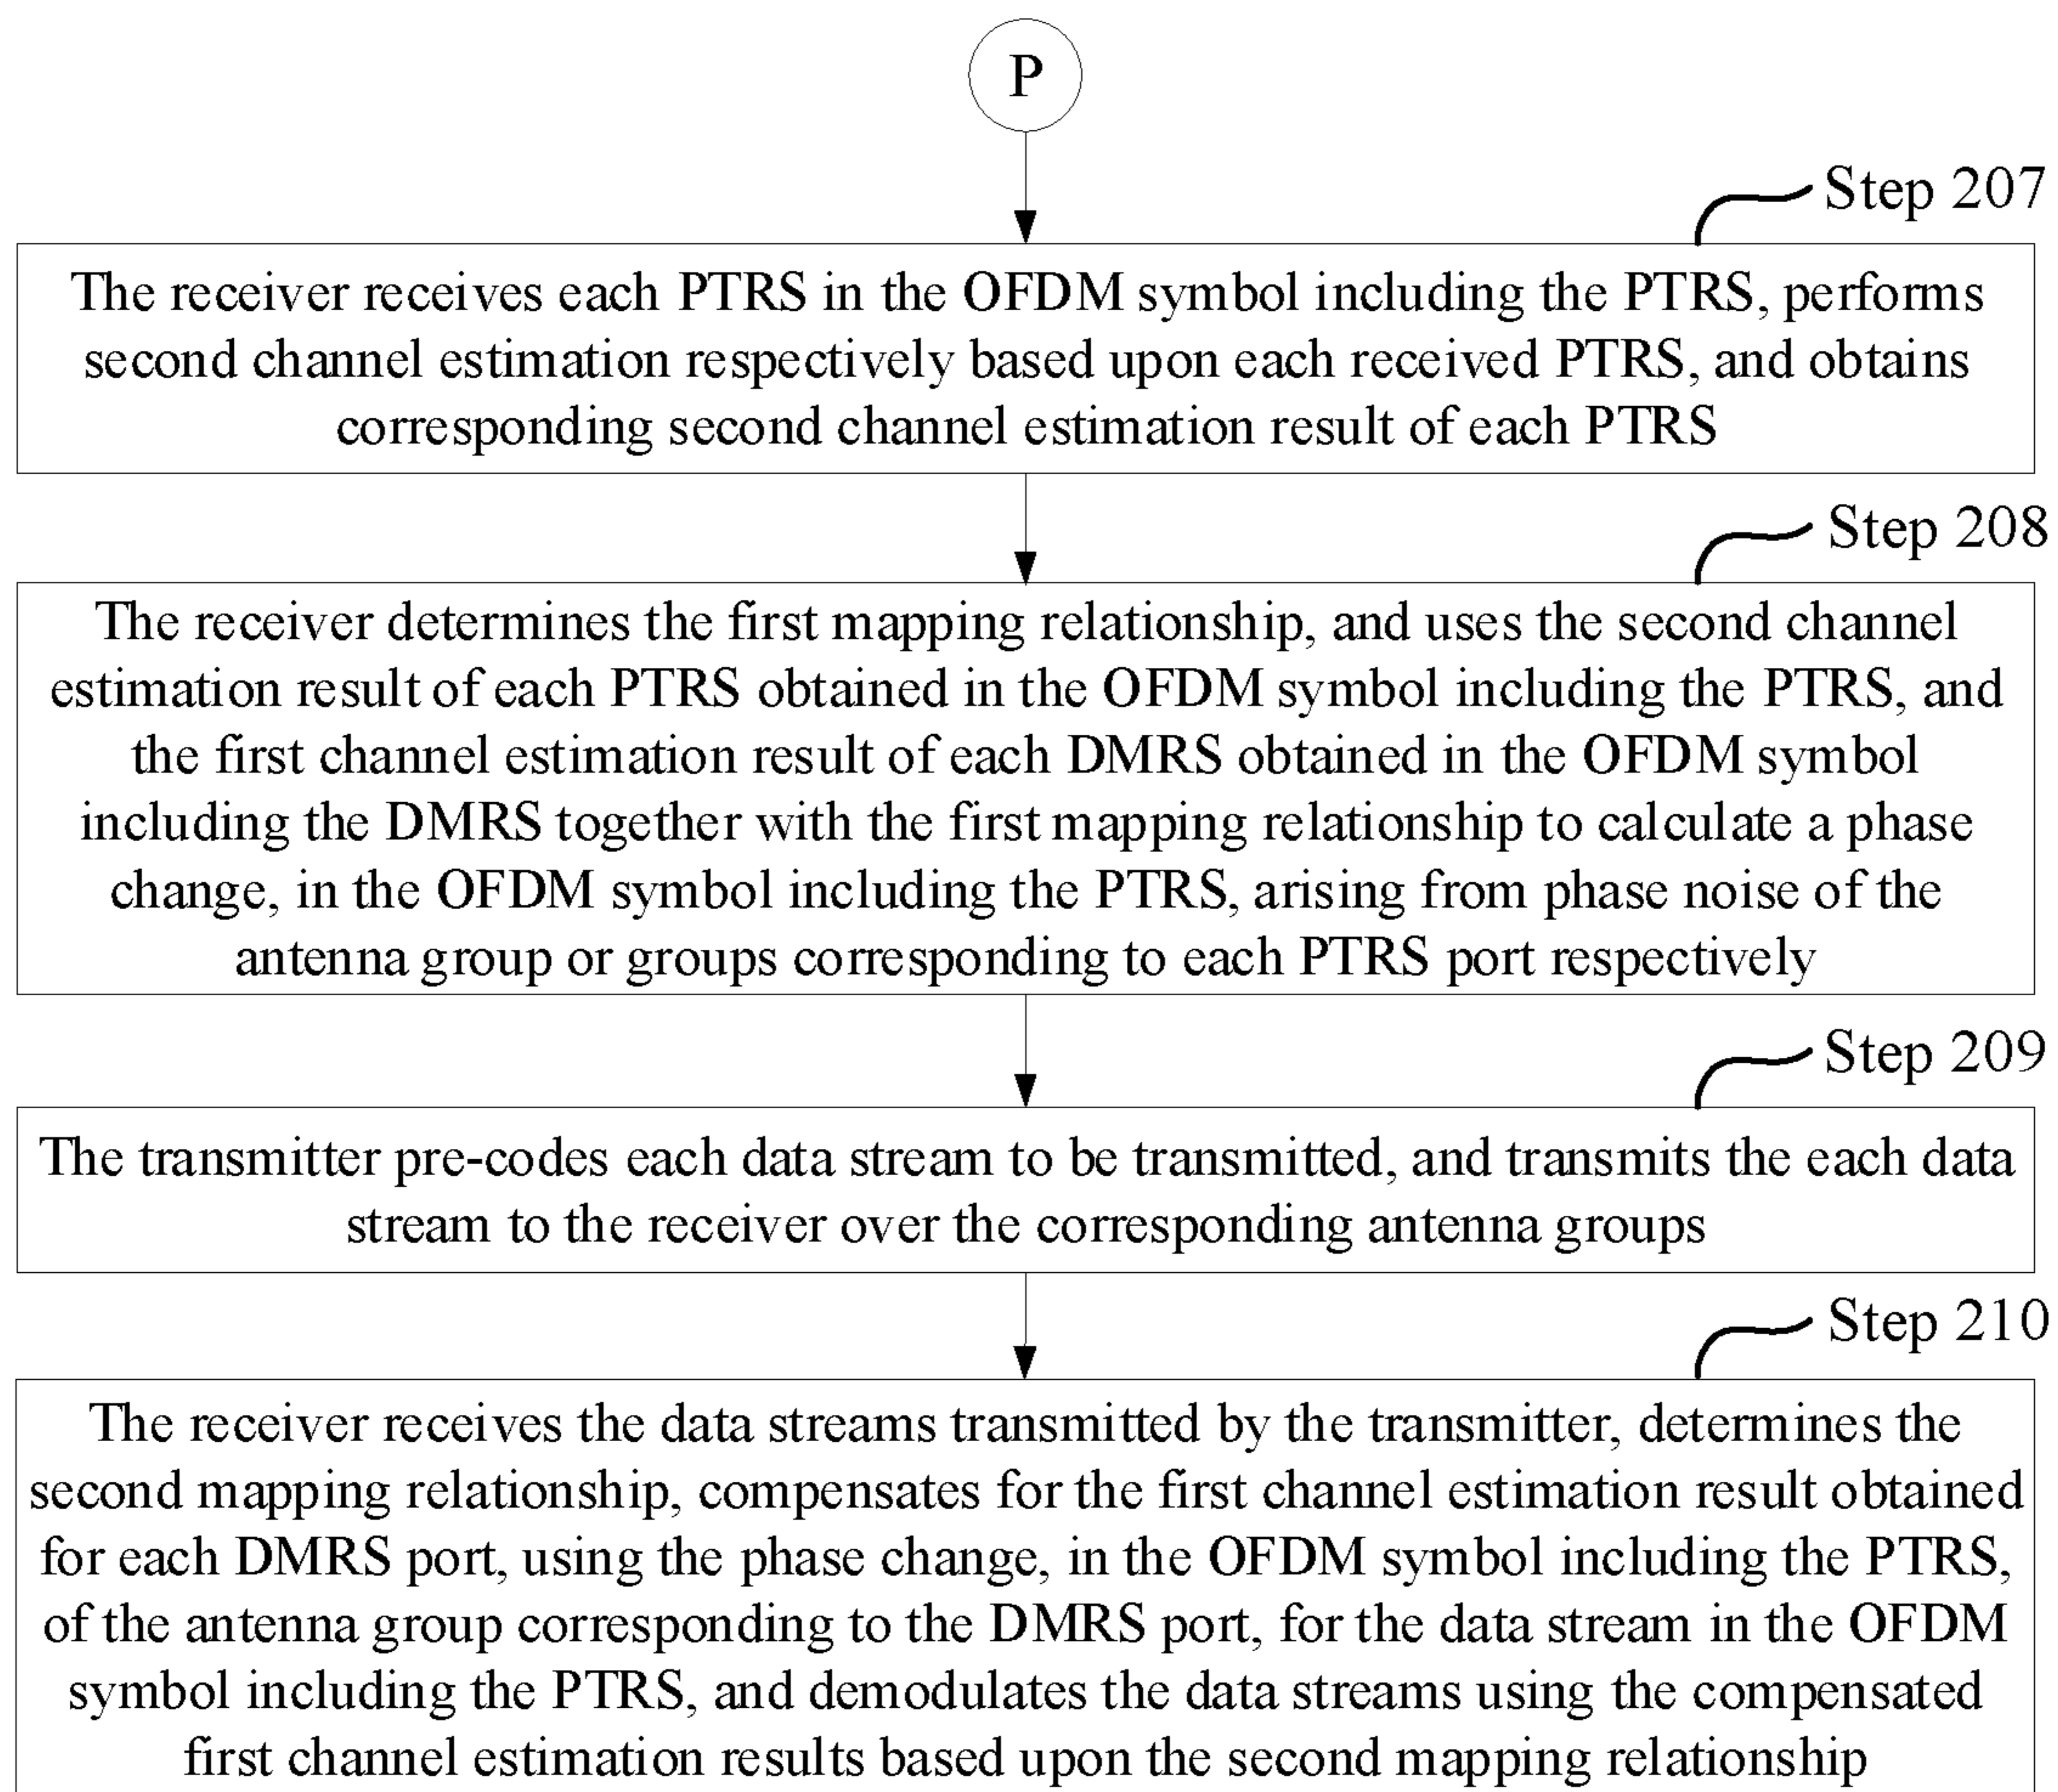 P
Step 207
The receiver receives each PTRS in the OFDM symbol including the PTRS, performs
second channel estimation respectively based upon each received PTRS, and obtains
corresponding second channel estimation result of each PTRS
Step 208
The receiver determines the first mapping relationship, and uses the second channel
estimation result of each PTRS obtained in the OFDM symbol including the PTRS, and
the first channel estimation result of each DMRS obtained in the OFDM symbol
including the DMRS together with the first mapping relationship to calculate a phase
change, in the OFDM symbol including the PTRS, arising from phase noise of the
antenna group or groups corresponding to each PTRS port respectively
Step 209
The transmitter pre-codes each data stream to be transmitted, and transmits the each data
stream to the receiver over the corresponding antenna groups
Step 210
The receiver receives the data streams transmitted by the transmitter, determines the
second mapping relationship, compensates for the first channel estimation result obtained
for each DMRS port, using the phase change, in the OFDM symbol including the PTRS,
of the antenna group corresponding to the DMRS port, for the data stream in the OFDM
symbol including the PTRS, and demodulates the data streams using the compensated
first channel estimation results based upon the second mapping relationship